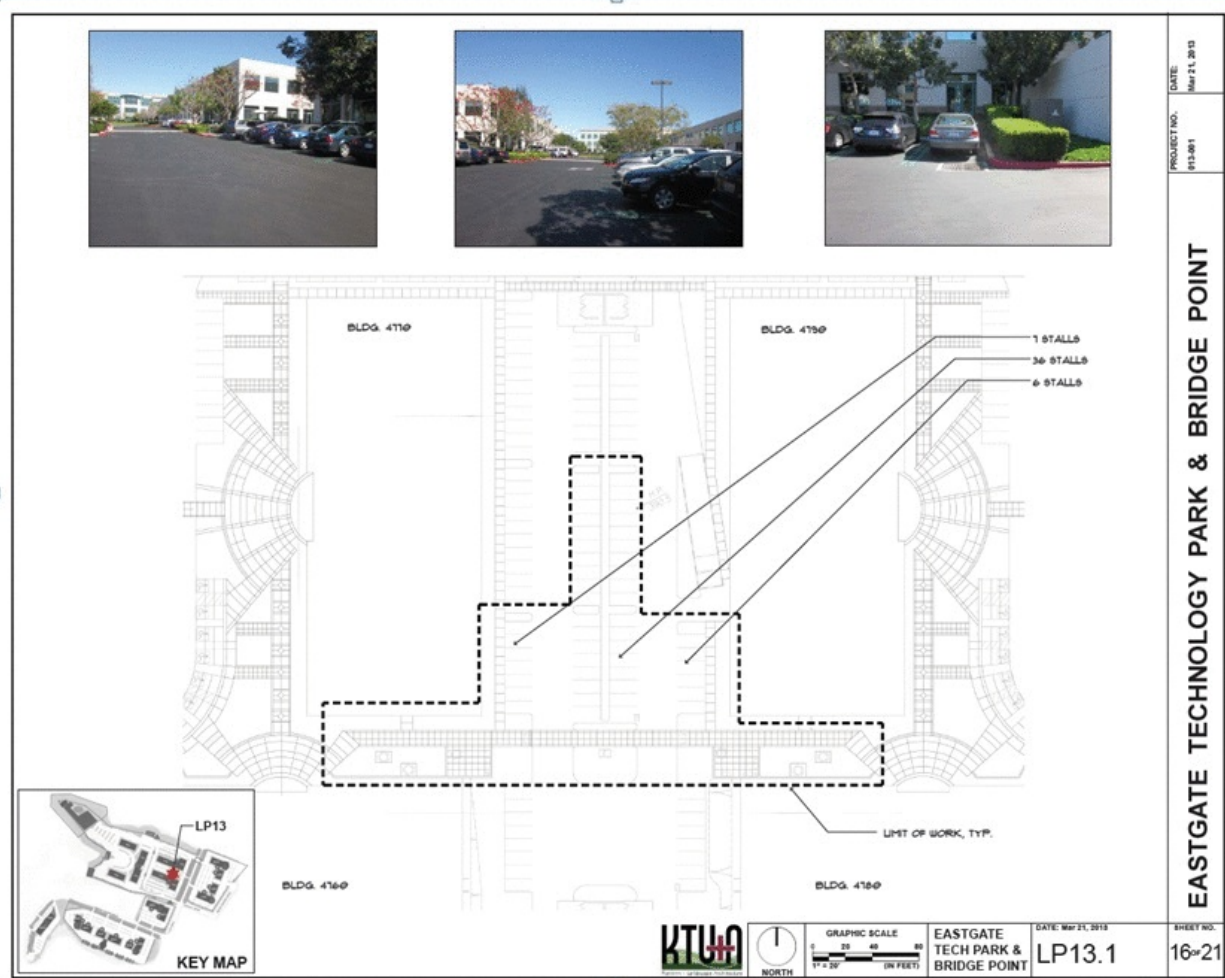 DATE:
Mar 21, 2013
PROJECT NO.
013-001
EASTGATE TECHNOLOGY PARK & BRIDGE POINT
BLDG. 4770
BLDG. 4790
7 STALLS
36 STALLS
6 STALLS
LIMIT OF WORK, TYP.
BLDG. 4760
BLDG. 4780
LP13
KEY MAP
KTU+A
NORTH
GRAPHIC SCALE
0 20 40 80
1" = 20'
(IN FEET)
EASTGATE
TECH PARK &
BRIDGE POINT
DATE: Mar 21, 2013
LP13.1
SHEET NO.
16 OF 21